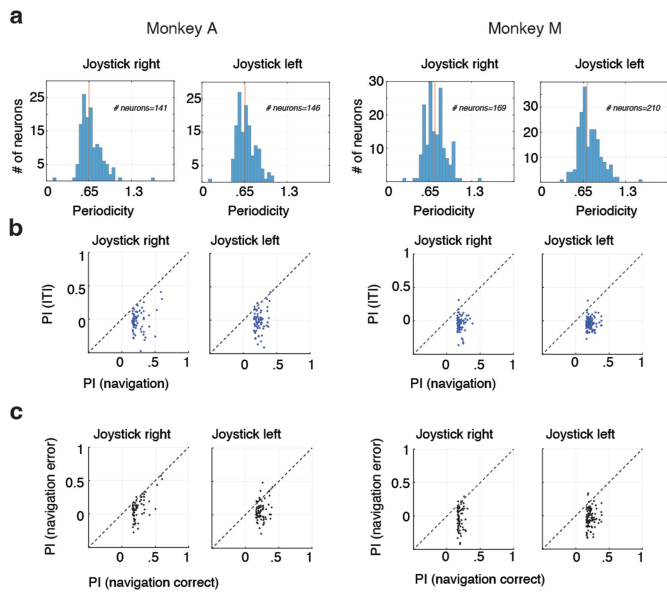 a
Monkey A
Monkey M
Joystick right
Joystick left
Joystick right
Joystick left
# of neurons
25
15
5
# neurons=141
0
.65
1.3
Periodicity
25
15
5
# neurons=146
0
.65
1.3
Periodicity
# of neurons
30
20
10
# neurons=169
0
.65
1.3
Periodicity
30
20
10
# neurons=210
0
.65
1.3
Periodicity
b
Joystick right
Joystick left
Joystick right
Joystick left
PI (ITI)
1
0.5
0
0
.5
1
0
.5
1
PI (navigation)
PI (ITI)
1
0.5
0
0
.5
1
0
.5
1
PI (navigation)
c
Joystick right
Joystick left
Joystick right
Joystick left
PI (navigation error)
1
0.5
0
0
.5
1
0
.5
1
PI (navigation correct)
PI (navigation error)
1
0.5
0
0
.5
1
0
.5
1
PI (navigation correct)